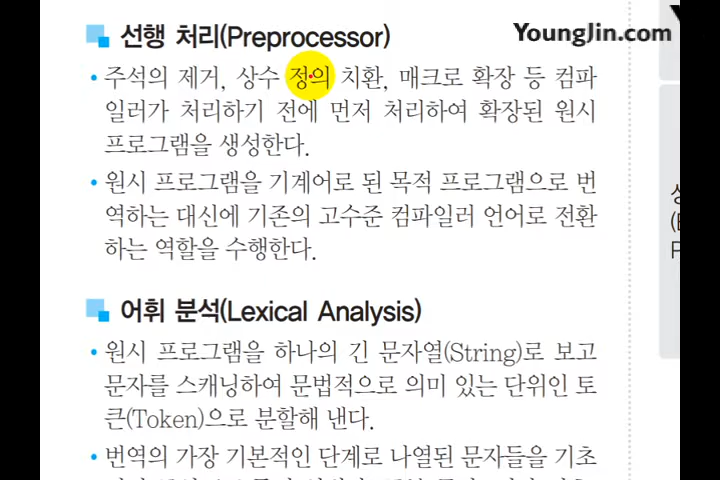 YoungJin.com
선행 처리(Preprocessor)
• 주석의 제거, 상수 정의 치환, 매크로 확장 등 컴파
일러가 처리하기 전에 먼저 처리하여 확장된 원시
프로그램을 생성한다.
• 원시 프로그램을 기계어로 된 목적 프로그램으로 번
역하는 대신에 기존의 고수준 컴파일러 언어로 전환
하는 역할을 수행한다.
어휘 분석(Lexical Analysis)
• 원시 프로그램을 하나의 긴 문자열(String)로 보고
문자를 스캐닝하여 문법적으로 의미 있는 단위인 토
큰(Token)으로 분할해 낸다.
• 번역의 가장 기본적인 단계로 나열된 문자들을 기초